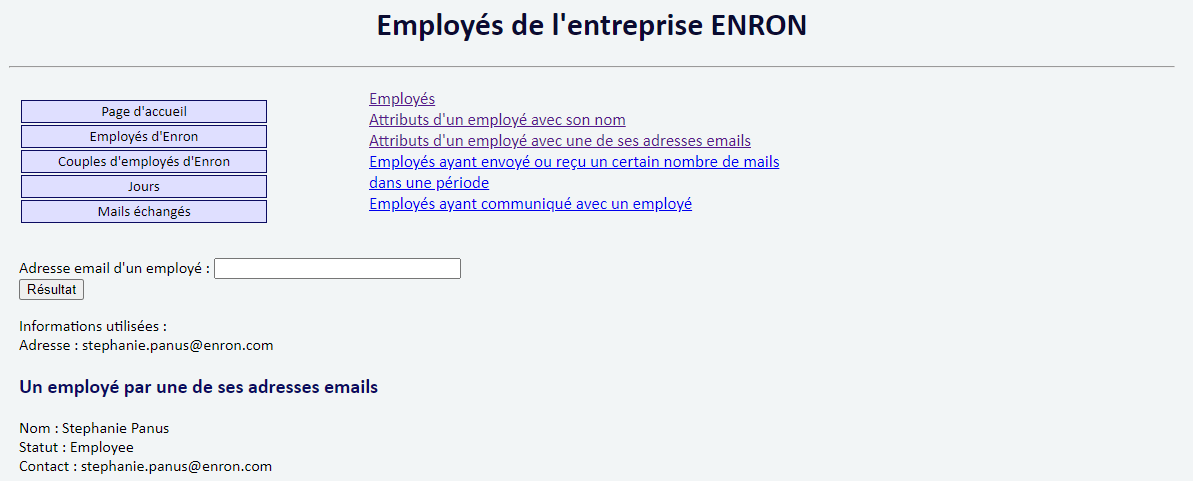 Employés de l'entreprise ENRON
Page d'accueil
Employés d'Enron
Couples d'employés d'Enron
Jours
Mails échangés
Employés
Attributs d'un employé avec son nom
Attributs d'un employé avec une de ses adresses emails
Employés ayant envoyé ou reçu un certain nombre de mails
dans une période
Employés ayant communiqué avec un employé
Adresse email d'un employé :
Résultat
Informations utilisées :
Adresse : stephanie.panus@enron.com
Un employé par une de ses adresses emails
Nom : Stephanie Panus
Statut : Employee
Contact : stephanie.panus@enron.com